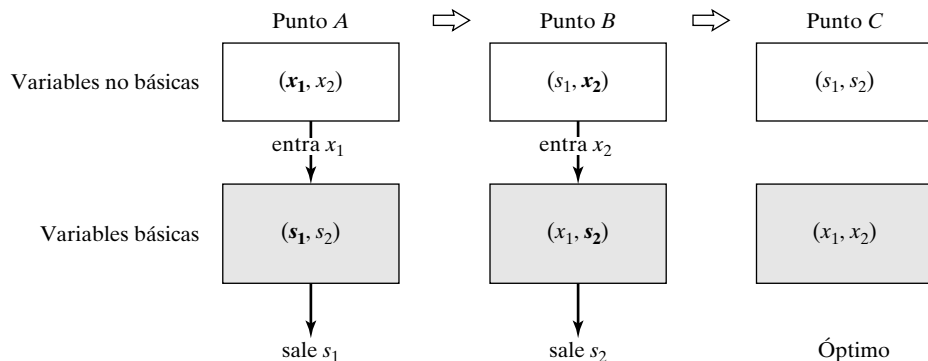 Punto A ⇨ Punto B ⇨ Punto C
Variables no básicas (x₁, x₂) (s₁, x₂) (s₁, s₂)
entra x₁ entra x₂
Variables básicas (s₁, s₂) (x₁, s₂) (x₁, x₂)
sale s₁ sale s₂ Óptimo